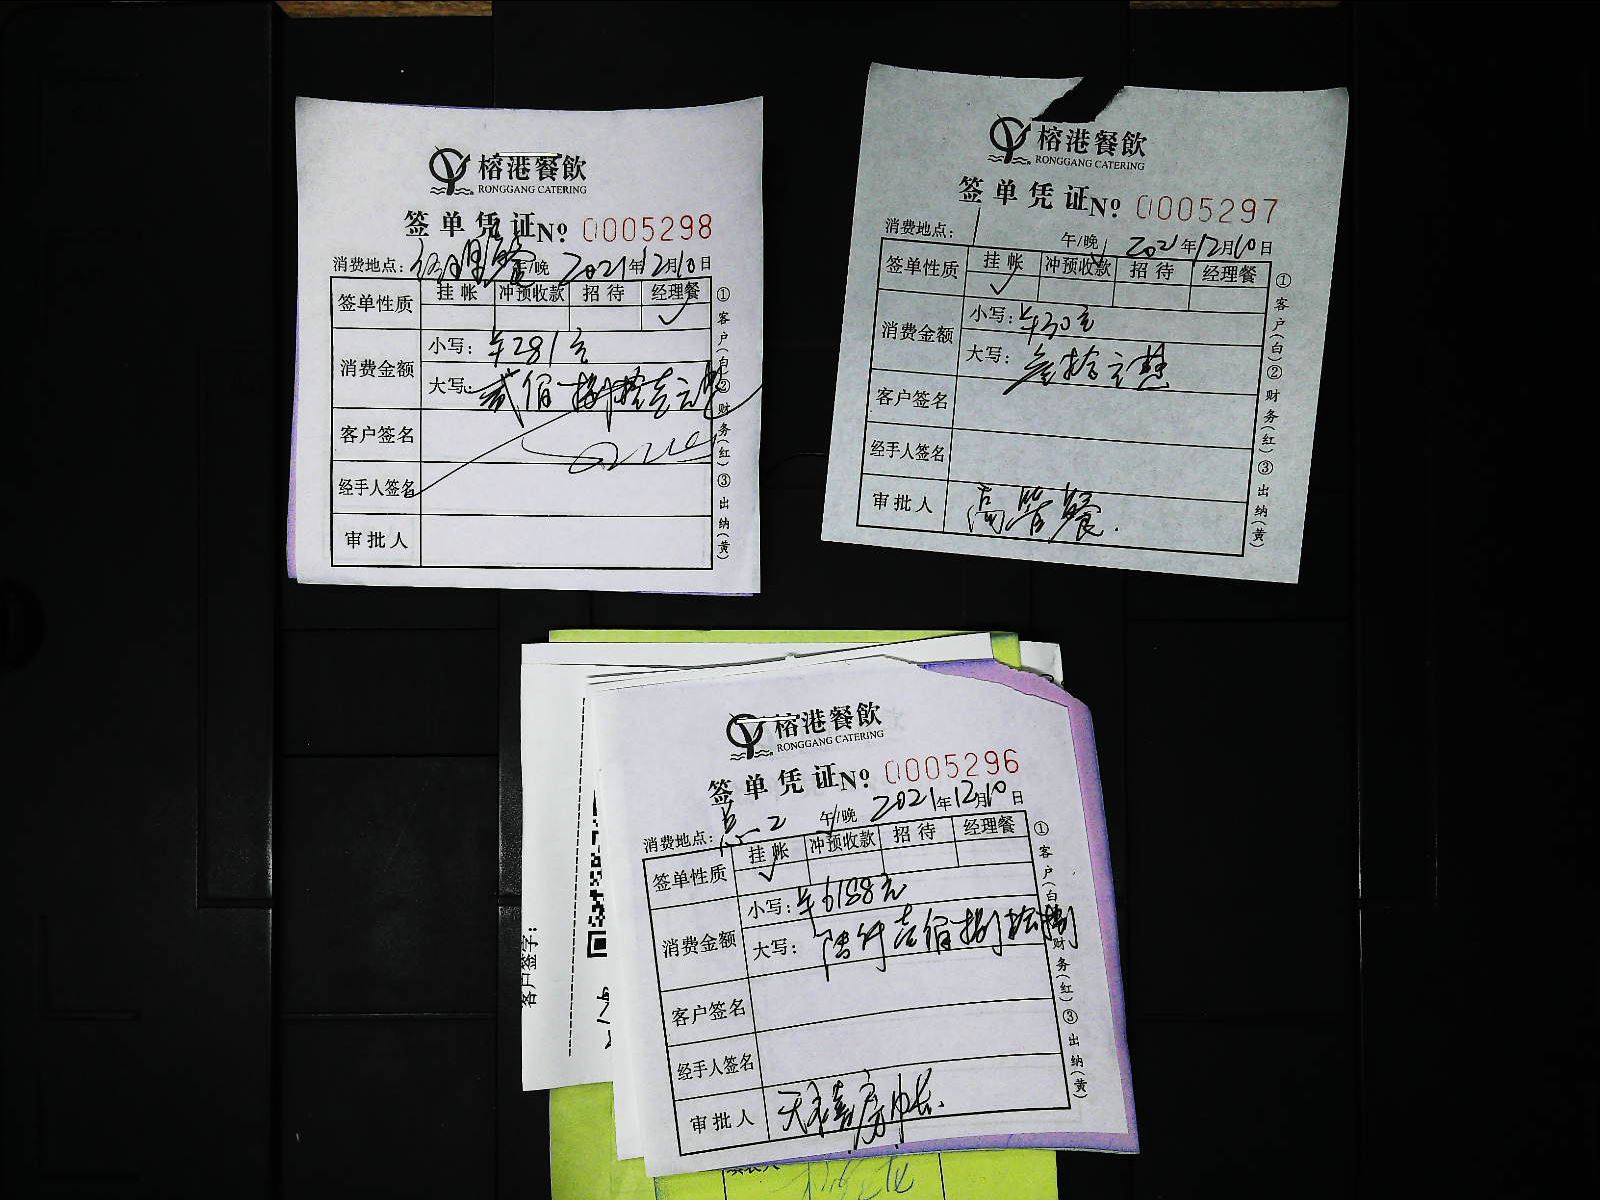 榕港餐飲
RONGGANG CATERING
签单凭证No 0005298
消费地点：经理餐 午/晚 2021年12月10日
签单性质 挂帐 冲预收款 招待 经理餐✓
消费金额 小写：¥281元
大写：贰佰捌拾壹元整
客户签名
经手人签名
审批人
①客户(白)②财务(红)③出纳(黄)
榕港餐飲
RONGGANG CATERING
签单凭证No 0005297
消费地点： 午/晚 2021年12月10日
签单性质 挂帐✓ 冲预收款 招待 经理餐
消费金额 小写：¥30元
大写：叁拾元整
客户签名
经手人签名
审批人 高管餐.
①客户(白)②财务(红)③出纳(黄)
榕港餐飲
RONGGANG CATERING
签单凭证No 0005296
2021年12月10日
消费地点： 午/晚
签单性质 挂帐✓ 冲预收款 招待 经理餐
消费金额 小写：¥6188元
大写：陆仟壹佰捌拾捌
客户签名
经手人签名
审批人
①客户(白)②财务(红)③出纳(黄)
客户签字：